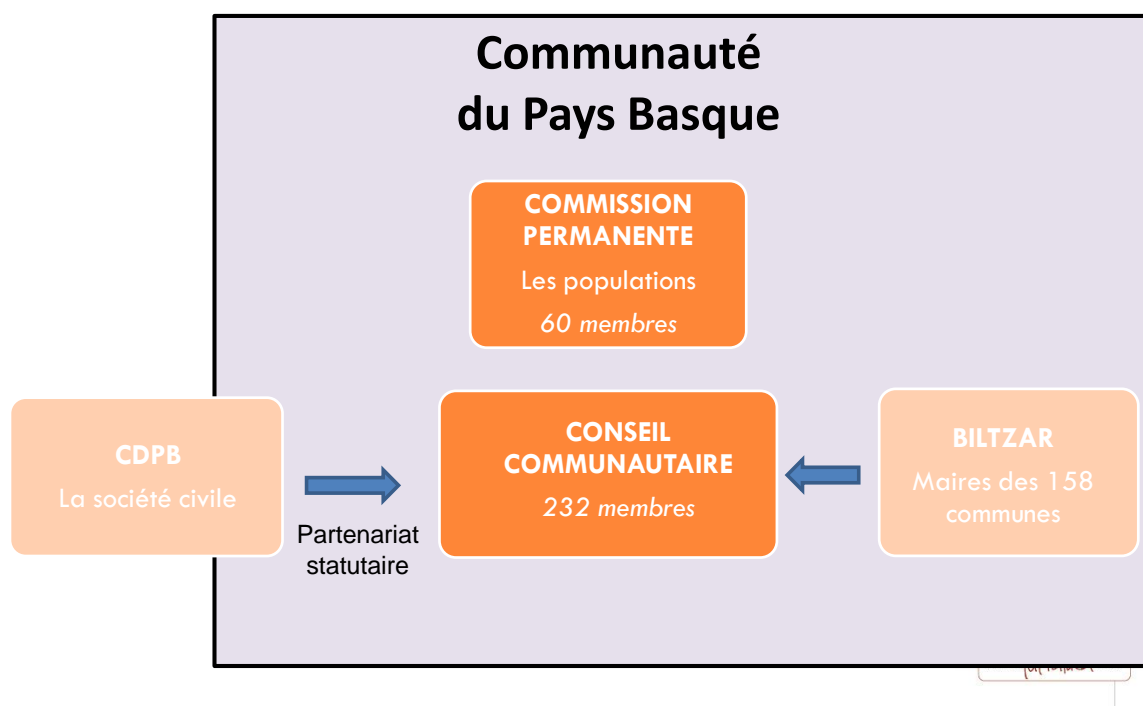 Communauté
du Pays Basque
COMMISSION
PERMANENTE
Les populations
60 membres
CDPB
La société civile
Partenariat
statutaire
CONSEIL
COMMUNAUTAIRE
232 membres
BILTZAR
Maires des 158
communes